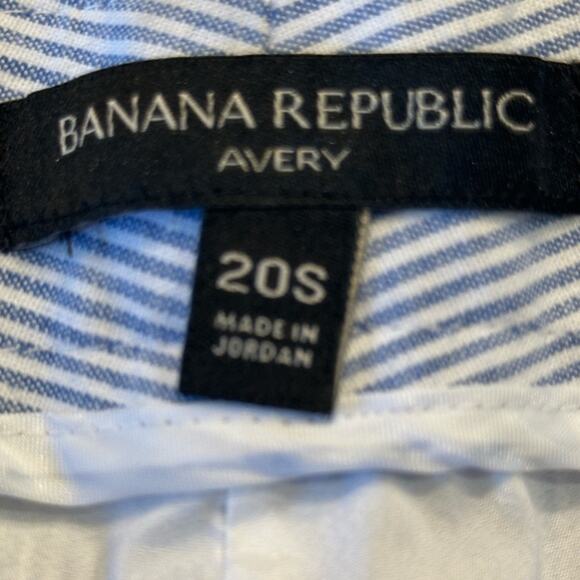 BANANA REPUBLIC
AVERY
20S
MADE IN
JORDAN